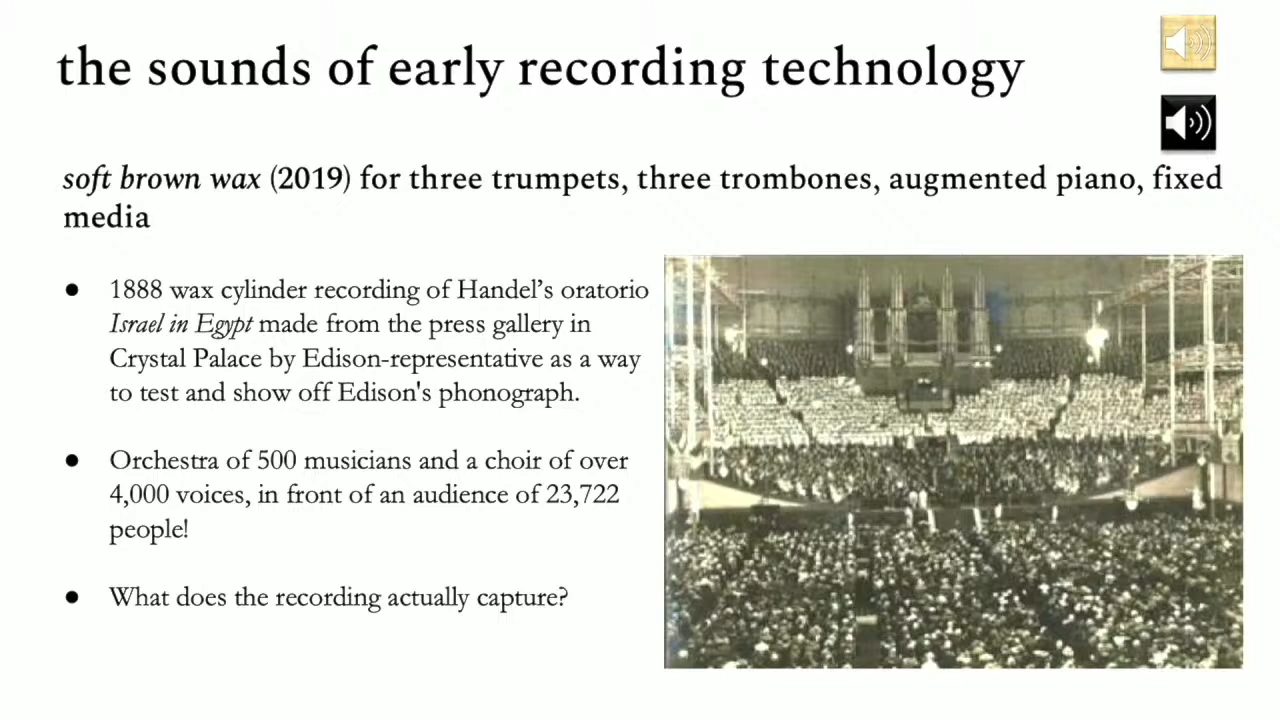 the sounds of early recording technology
soft brown wax (2019) for three trumpets, three trombones, augmented piano, fixed
media
● 1888 wax cylinder recording of Handel’s oratorio
Israel in Egypt made from the press gallery in
Crystal Palace by Edison-representative as a way
to test and show off Edison's phonograph.
● Orchestra of 500 musicians and a choir of over
4,000 voices, in front of an audience of 23,722
people!
● What does the recording actually capture?